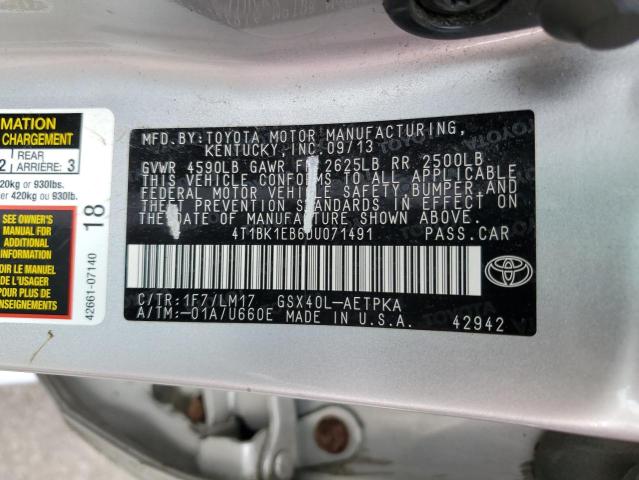 MFD. BY: TOYOTA MOTOR MANUFACTURING,
KENTUCKY, INC. 09/13
GVWR 4590LB GAWR FR 2625LB RR 2500LB
THIS VEHICLE CONFORMS TO ALL APPLICABLE
FEDERAL MOTOR VEHICLE SAFETY, BUMPER, AND
THEFT PREVENTION STANDARDS IN EFFECT ON
THE DATE OF MANUFACTURE SHOWN ABOVE.
4T1BK1EB6DU071491 PASS. CAR
C/TR: 1F7/LM17 GSX40L-AETPKA
A/TM: -01A/U660E MADE IN U.S.A.
42942
MATION
CHARGEMENT
2 REAR
ARRIÈRE: 3
20kg or 930lbs.
er 420kg or 930lb.
SEE OWNER'S
MANUAL FOR
ADDITIONAL
INFORMATION
VOIR LE MANUEL
DE L'USAGER
POUR PLUS DE
RENSEIGNEMENTS
18
42661-07140